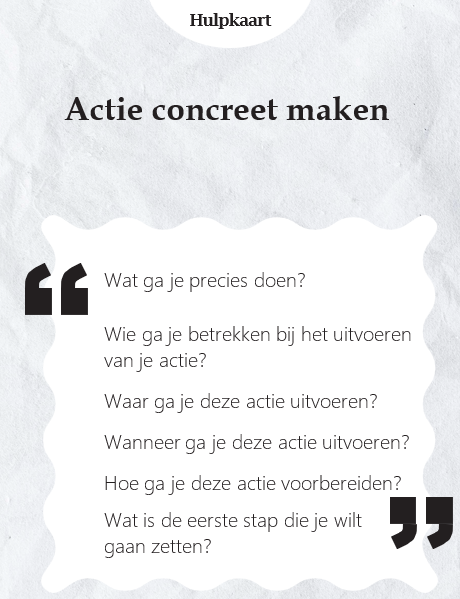 Hulpkaart
Actie concreet maken
Wat ga je precies doen?
Wie ga je betrekken bij het uitvoeren
van je actie?
Waar ga je deze actie uitvoeren?
Wanneer ga je deze actie uitvoeren?
Hoe ga je deze actie voorbereiden?
Wat is de eerste stap die je wilt
gaan zetten?